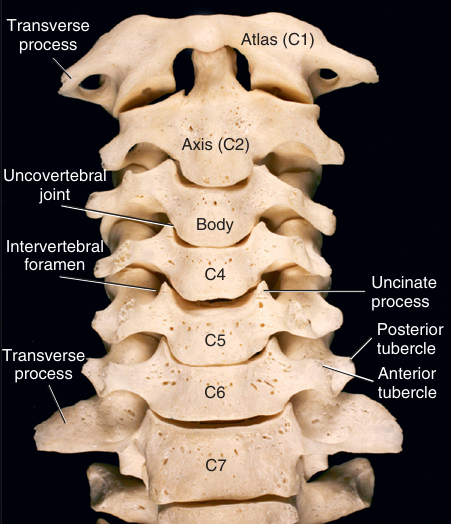 Transverse
process
Atlas (C1)
Axis (C2)
Uncovertebral
joint
Body
Intervertebral
foramen
C4
Uncinate
process
C5
Posterior
tubercle
Transverse
process
Anterior
tubercle
C6
C7